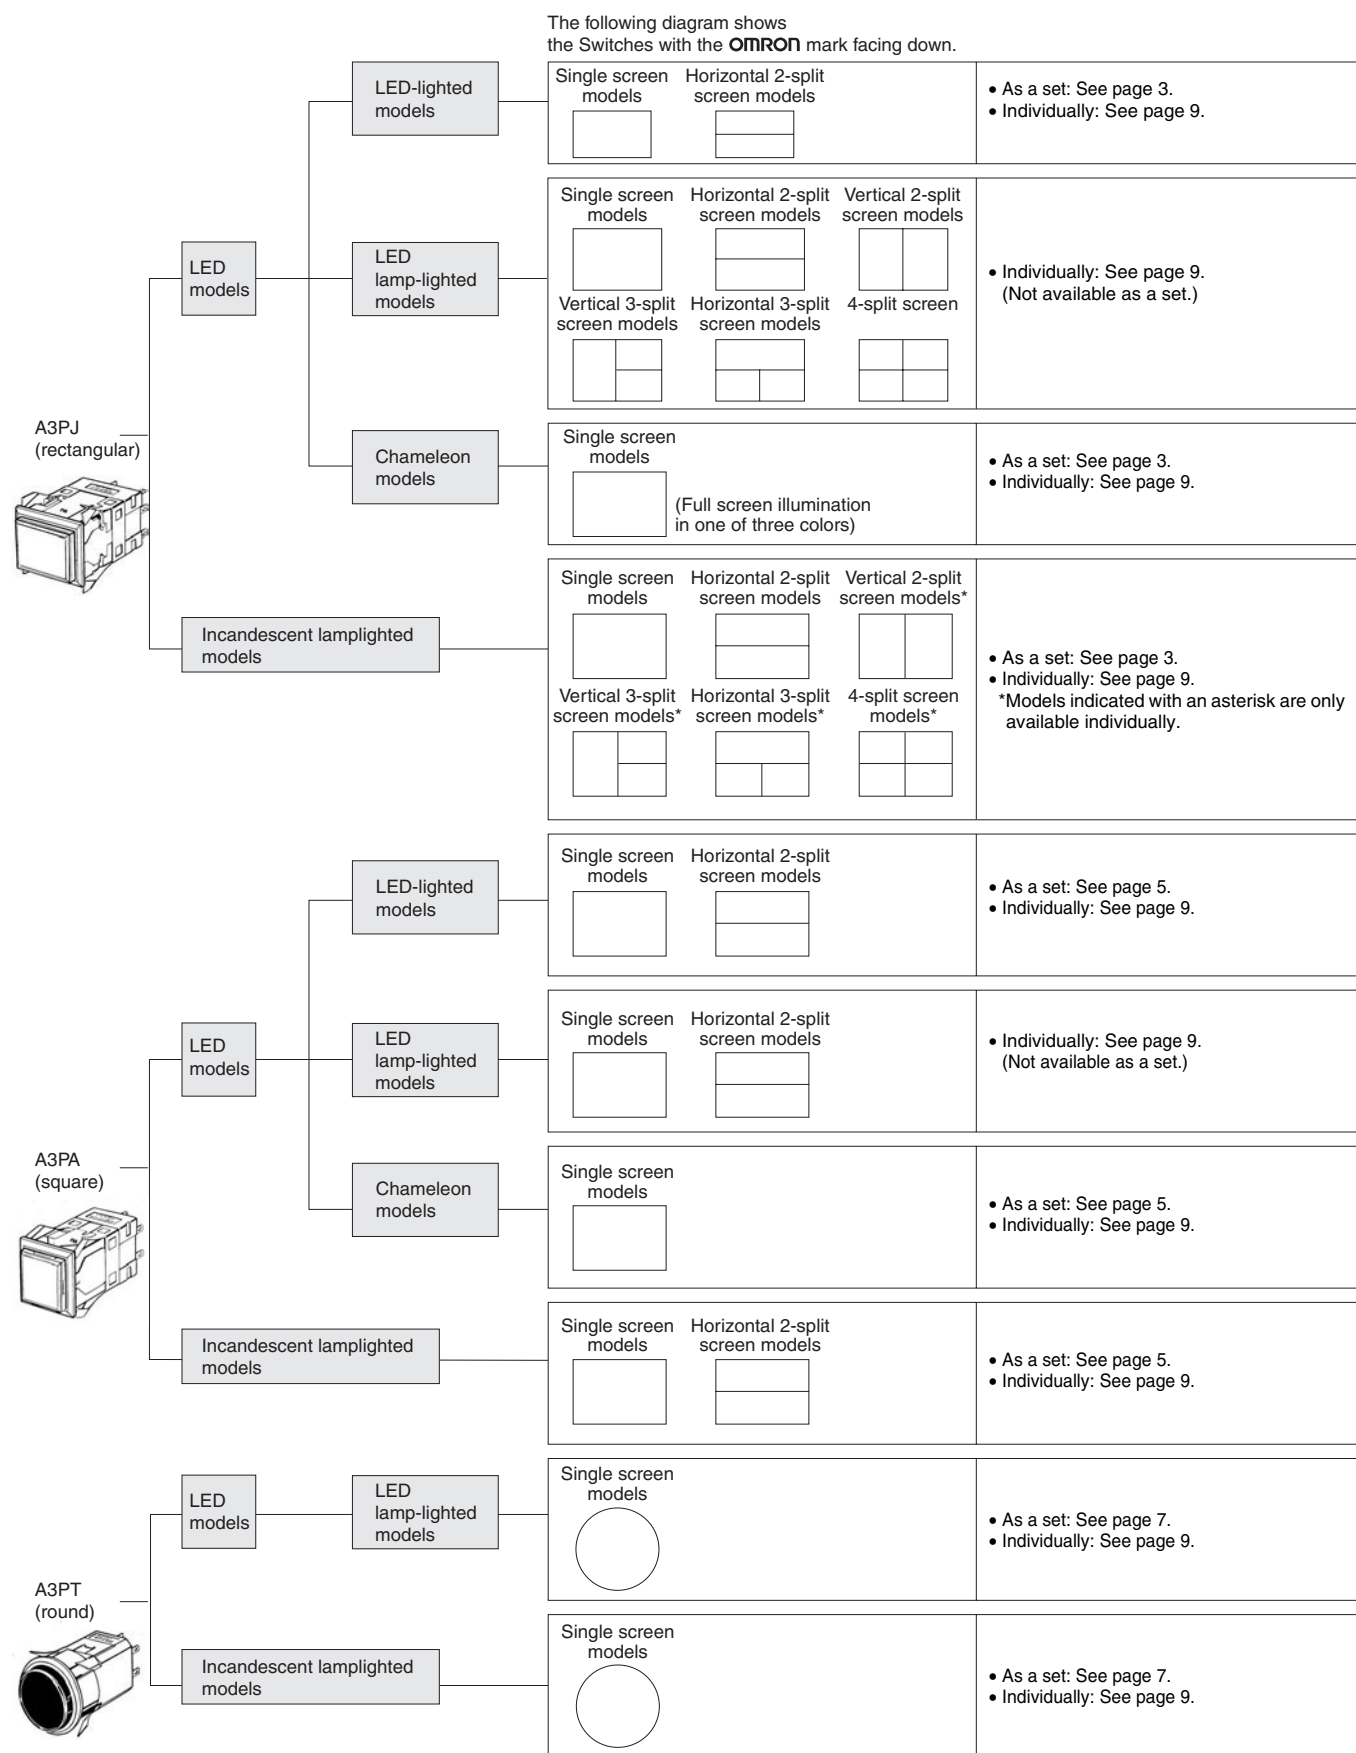 The following diagram shows
the Switches with the OMRON mark facing down.
LED-lighted
models
Single screen
models
Horizontal 2-split
screen models
• As a set: See page 3.
• Individually: See page 9.
LED
models
LED
lamp-lighted
models
Single screen
models
Horizontal 2-split
screen models
Vertical 2-split
screen models
Vertical 3-split
screen models
Horizontal 3-split
screen models
4-split screen
• Individually: See page 9.
(Not available as a set.)
A3PJ
(rectangular)
Chameleon
models
Single screen
models
(Full screen illumination
in one of three colors)
• As a set: See page 3.
• Individually: See page 9.
Incandescent lamplighted
models
Single screen
models
Horizontal 2-split
screen models
Vertical 2-split
screen models*
Vertical 3-split
screen models*
Horizontal 3-split
screen models*
4-split screen
models*
• As a set: See page 3.
• Individually: See page 9.
*Models indicated with an asterisk are only
available individually.
LED-lighted
models
Single screen
models
Horizontal 2-split
screen models
• As a set: See page 5.
• Individually: See page 9.
LED
models
LED
lamp-lighted
models
Single screen
models
Horizontal 2-split
screen models
• Individually: See page 9.
(Not available as a set.)
A3PA
(square)
Chameleon
models
Single screen
models
• As a set: See page 5.
• Individually: See page 9.
Incandescent lamplighted
models
Single screen
models
Horizontal 2-split
screen models
• As a set: See page 5.
• Individually: See page 9.
LED
models
LED
lamp-lighted
models
Single screen
models
• As a set: See page 7.
• Individually: See page 9.
A3PT
(round)
Incandescent lamplighted
models
Single screen
models
• As a set: See page 7.
• Individually: See page 9.